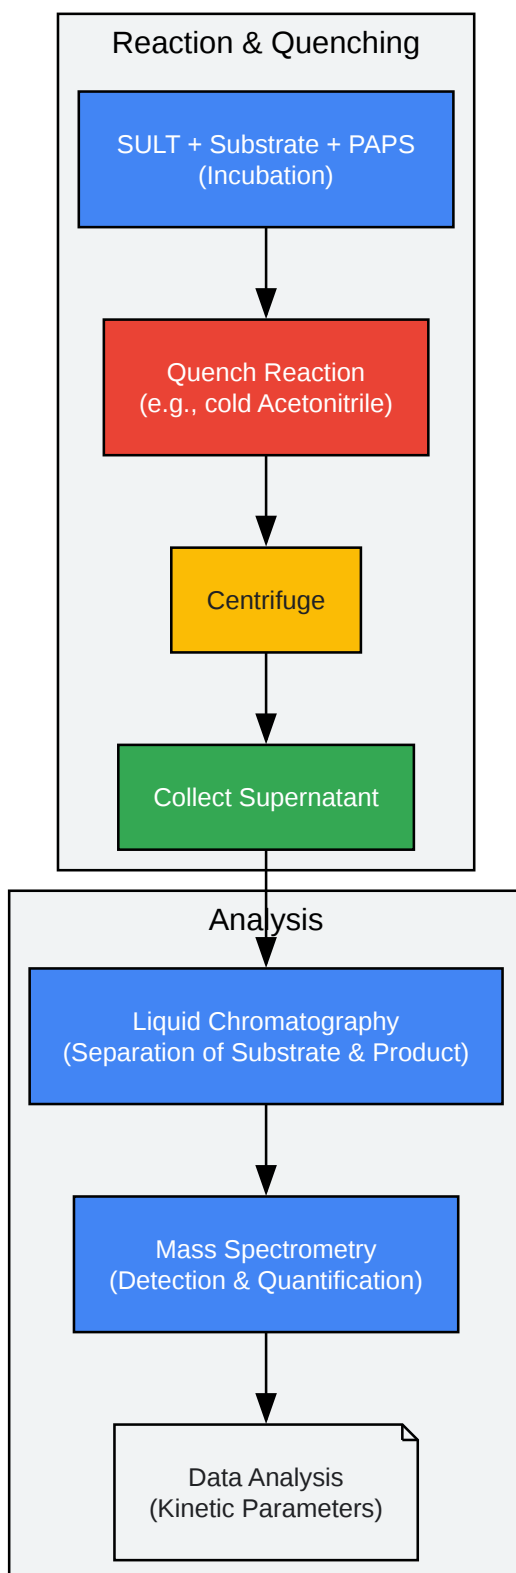 Reaction & Quenching
SULT + Substrate + PAPS
(Incubation)
Quench Reaction
(e.g., cold Acetonitrile)
Centrifuge
Collect Supernatant
Analysis
Liquid Chromatography
(Separation of Substrate & Product)
Mass Spectrometry
(Detection & Quantification)
Data Analysis
(Kinetic Parameters)